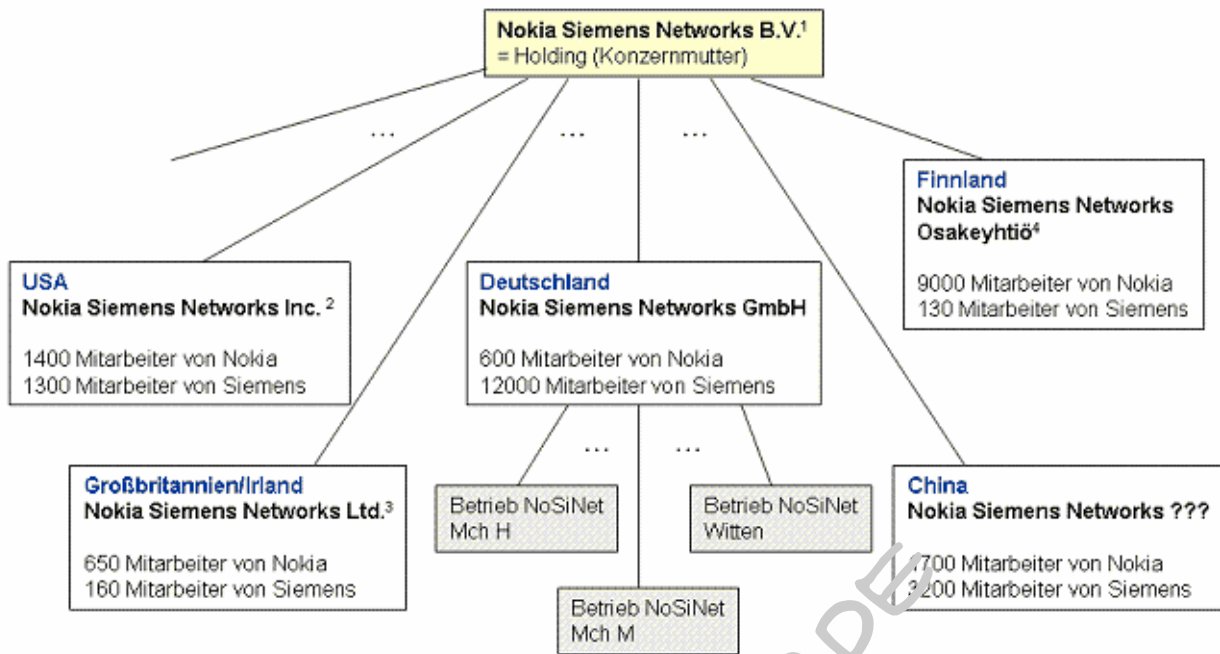 Nokia Siemens Networks B.V.¹
= Holding (Konzernmutter)
...
...
...
Finnland
Nokia Siemens Networks
Osakeyhtiö⁴
9000 Mitarbeiter von Nokia
130 Mitarbeiter von Siemens
USA
Nokia Siemens Networks Inc. ²
1400 Mitarbeiter von Nokia
1300 Mitarbeiter von Siemens
Deutschland
Nokia Siemens Networks GmbH
600 Mitarbeiter von Nokia
12000 Mitarbeiter von Siemens
...
...
Großbritannien/Irland
Nokia Siemens Networks Ltd.³
650 Mitarbeiter von Nokia
160 Mitarbeiter von Siemens
Betrieb NoSiNet
Mch H
Betrieb NoSiNet
Witten
China
Nokia Siemens Networks ???
1700 Mitarbeiter von Nokia
3200 Mitarbeiter von Siemens
Betrieb NoSiNet
Mch M